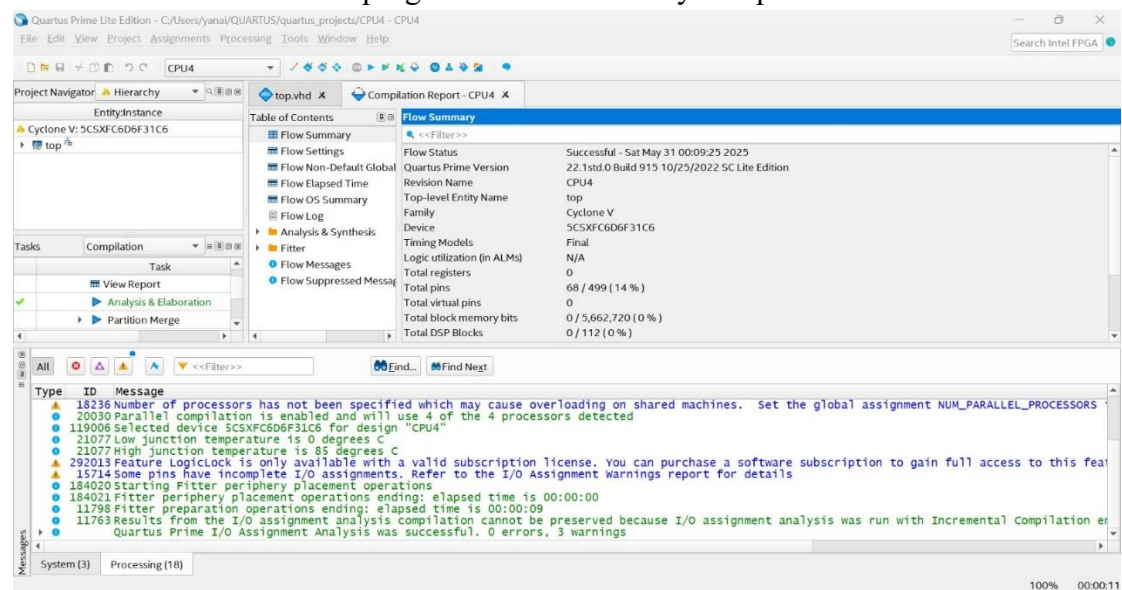 Quartus Prime Lite Edition - C:/Users/yanai/QUARTUS/quartus_projects/CPU4 - CPU4
File Edit View Project Assignments Processing Tools Window Help
Search Intel FPGA
CPU4
Project Navigator Hierarchy
Entity:Instance
Cyclone V: 5CSXFC6D6F31C6
top
Tasks Compilation
Task
View Report
Analysis & Elaboration
Partition Merge
top.vhd
Compilation Report - CPU4
Table of Contents
Flow Summary
Flow Settings
Flow Non-Default Global
Flow Elapsed Time
Flow OS Summary
Flow Log
Analysis & Synthesis
Fitter
Flow Messages
Flow Suppressed Messag
Flow Summary
<<Filter>>
Flow Status Successful - Sat May 31 00:09:25 2025
Quartus Prime Version 22.1std.0 Build 915 10/25/2022 SC Lite Edition
Revision Name CPU4
Top-level Entity Name top
Family Cyclone V
Device 5CSXFC6D6F31C6
Timing Models Final
Logic utilization (in ALMs) N/A
Total registers 0
Total pins 68 / 499 ( 14 % )
Total virtual pins 0
Total block memory bits 0 / 5,662,720 ( 0 % )
Total DSP Blocks 0 / 112 ( 0 % )
All <<Filter>> Find... Find Next
Type ID Message
18236 Number of processors has not been specified which may cause overloading on shared machines. Set the global assignment NUM_PARALLEL_PROCESSORS
20030 Parallel compilation is enabled and will use 4 of the 4 processors detected
119006 Selected device 5CSXFC6D6F31C6 for design "CPU4"
21077 Low junction temperature is 0 degrees C
21077 High junction temperature is 85 degrees C
292013 Feature LogicLock is only available with a valid subscription license. You can purchase a software subscription to gain full access to this fea
15714 Some pins have incomplete I/O assignments. Refer to the I/O Assignment Warnings report for details
184020 Starting Fitter periphery placement operations
184021 Fitter periphery placement operations ending: elapsed time is 00:00:00
11798 Fitter preparation operations ending: elapsed time is 00:00:09
11763 Results from the I/O assignment analysis compilation cannot be preserved because I/O assignment analysis was run with Incremental Compilation
Quartus Prime I/O Assignment Analysis was successful. 0 errors, 3 warnings
Messages
System (3) Processing (18)
100% 00:00:11